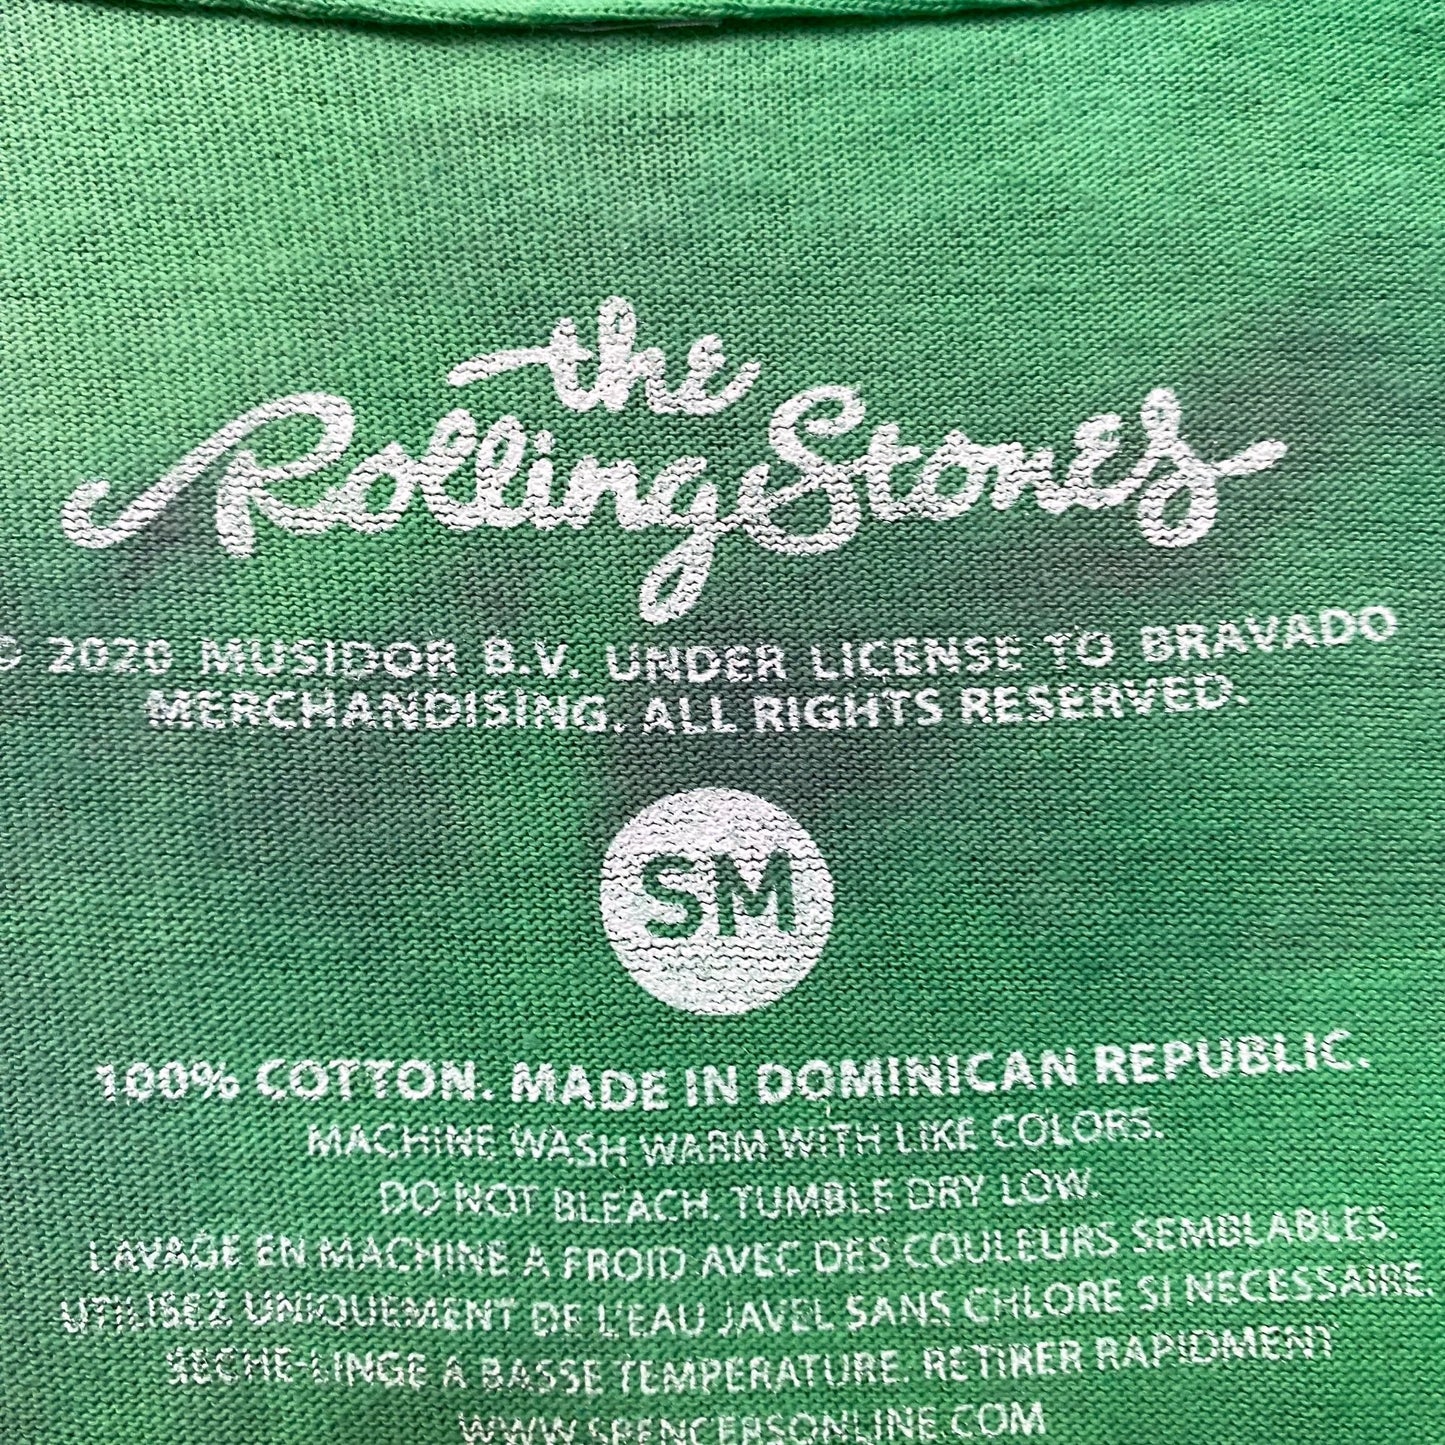 the
Rolling Stones
© 2020 MUSIDOR B.V. UNDER LICENSE TO BRAVADO
MERCHANDISING. ALL RIGHTS RESERVED.
SM
100% COTTON. MADE IN DOMINICAN REPUBLIC.
MACHINE WASH WARM WITH LIKE COLORS.
DO NOT BLEACH. TUMBLE DRY LOW.
LAVAGE EN MACHINE A FROID AVEC DES COULEURS SEMBLABLES.
UTILISEZ UNIQUEMENT DE L'EAU JAVEL SANS CHLORE SI NECESSAIRE.
SECHE-LINGE A BASSE TEMPERATURE. RETIRER RAPIDMENT
WWW.SPENCERSONLINE.COM